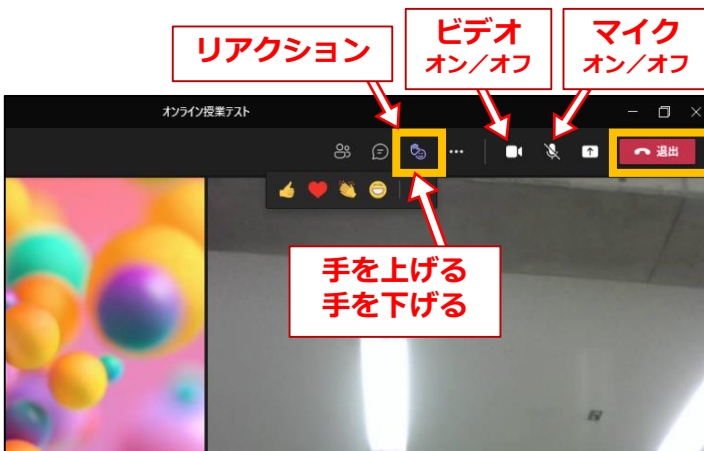 リアクション
ビデオ
オン／オフ
マイク
オン／オフ
オンライン授業テスト
退出
手を上げる
手を下げる